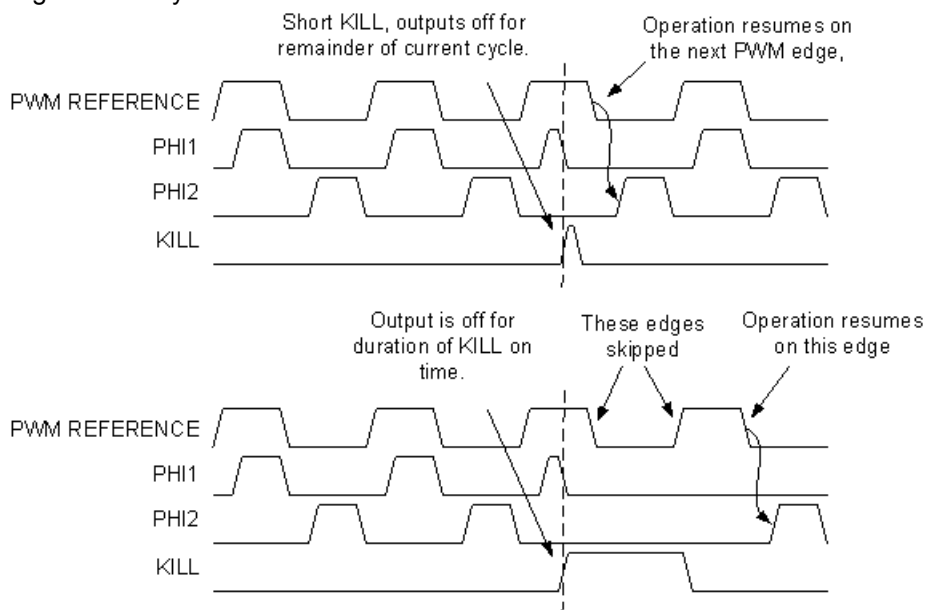 Short KILL, outputs off for
remainder of current cycle.
Operation resumes on
the next PWM edge,
PWM REFERENCE
PHI1
PHI2
KILL
Output is off for
duration of KILL on
time.
These edges
skipped
Operation resumes
on this edge
PWM REFERENCE
PHI1
PHI2
KILL